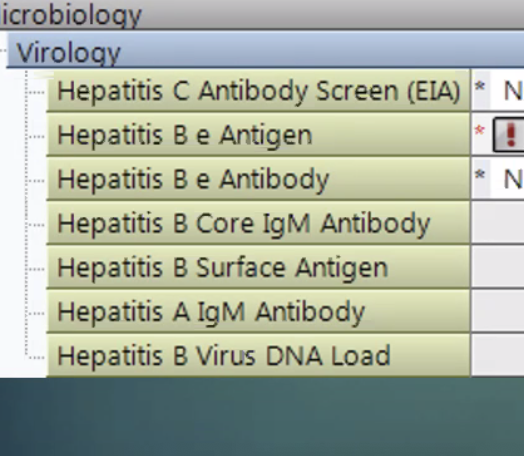 icrobiology
Virology
Hepatitis C Antibody Screen (EIA) * N
Hepatitis B e Antigen * !
Hepatitis B e Antibody * N
Hepatitis B Core IgM Antibody
Hepatitis B Surface Antigen
Hepatitis A IgM Antibody
Hepatitis B Virus DNA Load